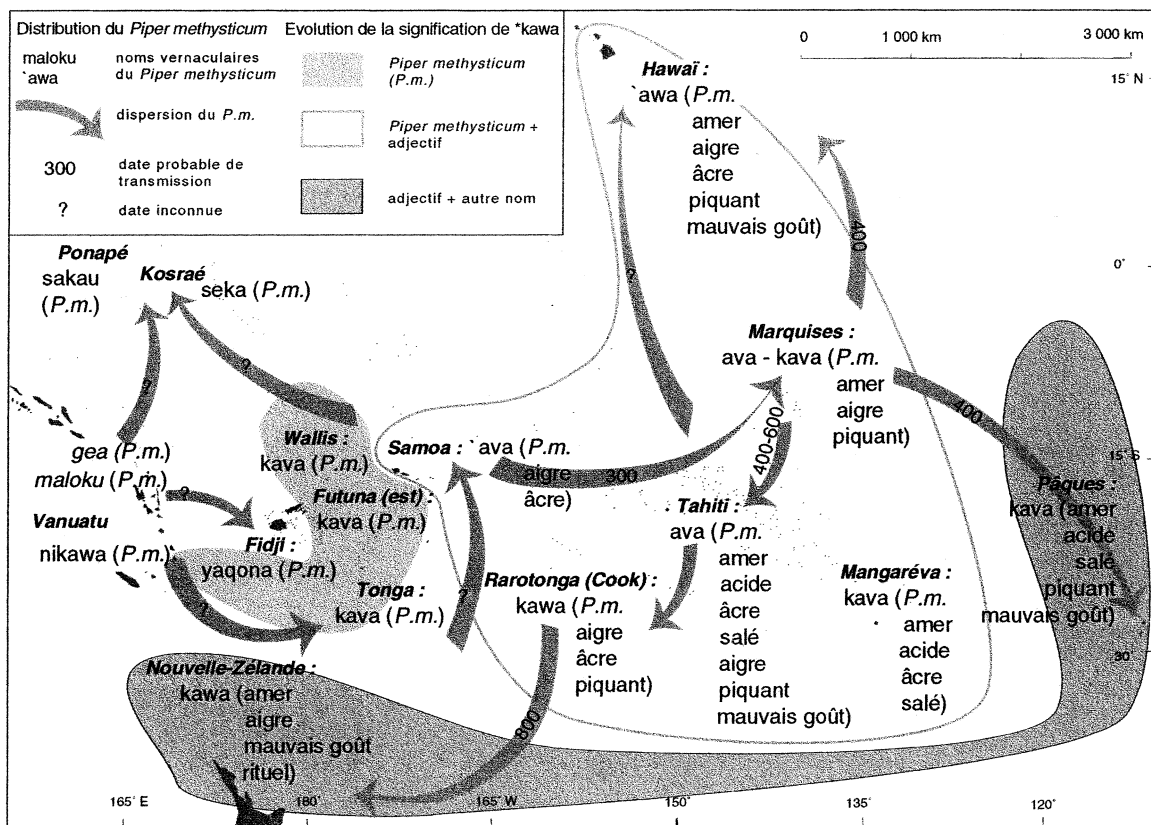 Distribution du Piper methysticum
maloku
`awa
noms vernaculaires
du Piper methysticum
dispersion du P.m.
300
date probable de
transmission
?
date inconnue
Evolution de la signification de *kawa
Piper methysticum
(P.m.)
Piper methysticum +
adjectif
adjectif + autre nom
0
1 000 km
3 000 km
15° N
0°
15° S
30°
Hawaï :
`awa (P.m.
amer
aigre
âcre
piquant
mauvais goût)
?
400
Ponapé
sakau
(P.m.)
Kosraé
seka (P.m.)
?
?
Marquises :
ava - kava (P.m.
amer
aigre
piquant)
400
400-600
gea (P.m.)
maloku (P.m.)
Vanuatu
nikawa (P.m.)
?
?
Wallis :
kava (P.m.)
Futuna (est) :
kava (P.m.)
Fidji :
yaqona (P.m.)
Tonga :
kava (P.m.)
?
Samoa : `ava (P.m.
aigre
âcre)
300
Tahiti :
ava (P.m.
amer
acide
âcre
salé
aigre
piquant
mauvais goût)
Rarotonga (Cook) :
kawa (P.m.
aigre
âcre
piquant)
800
Mangaréva :
kava (P.m.
amer
acide
âcre
salé)
Pâques :
kava (amer
acide
salé
piquant
mauvais goût)
Nouvelle-Zélande :
kawa (amer
aigre
mauvais goût
rituel)
165° E
180°
165° W
150°
135°
120°